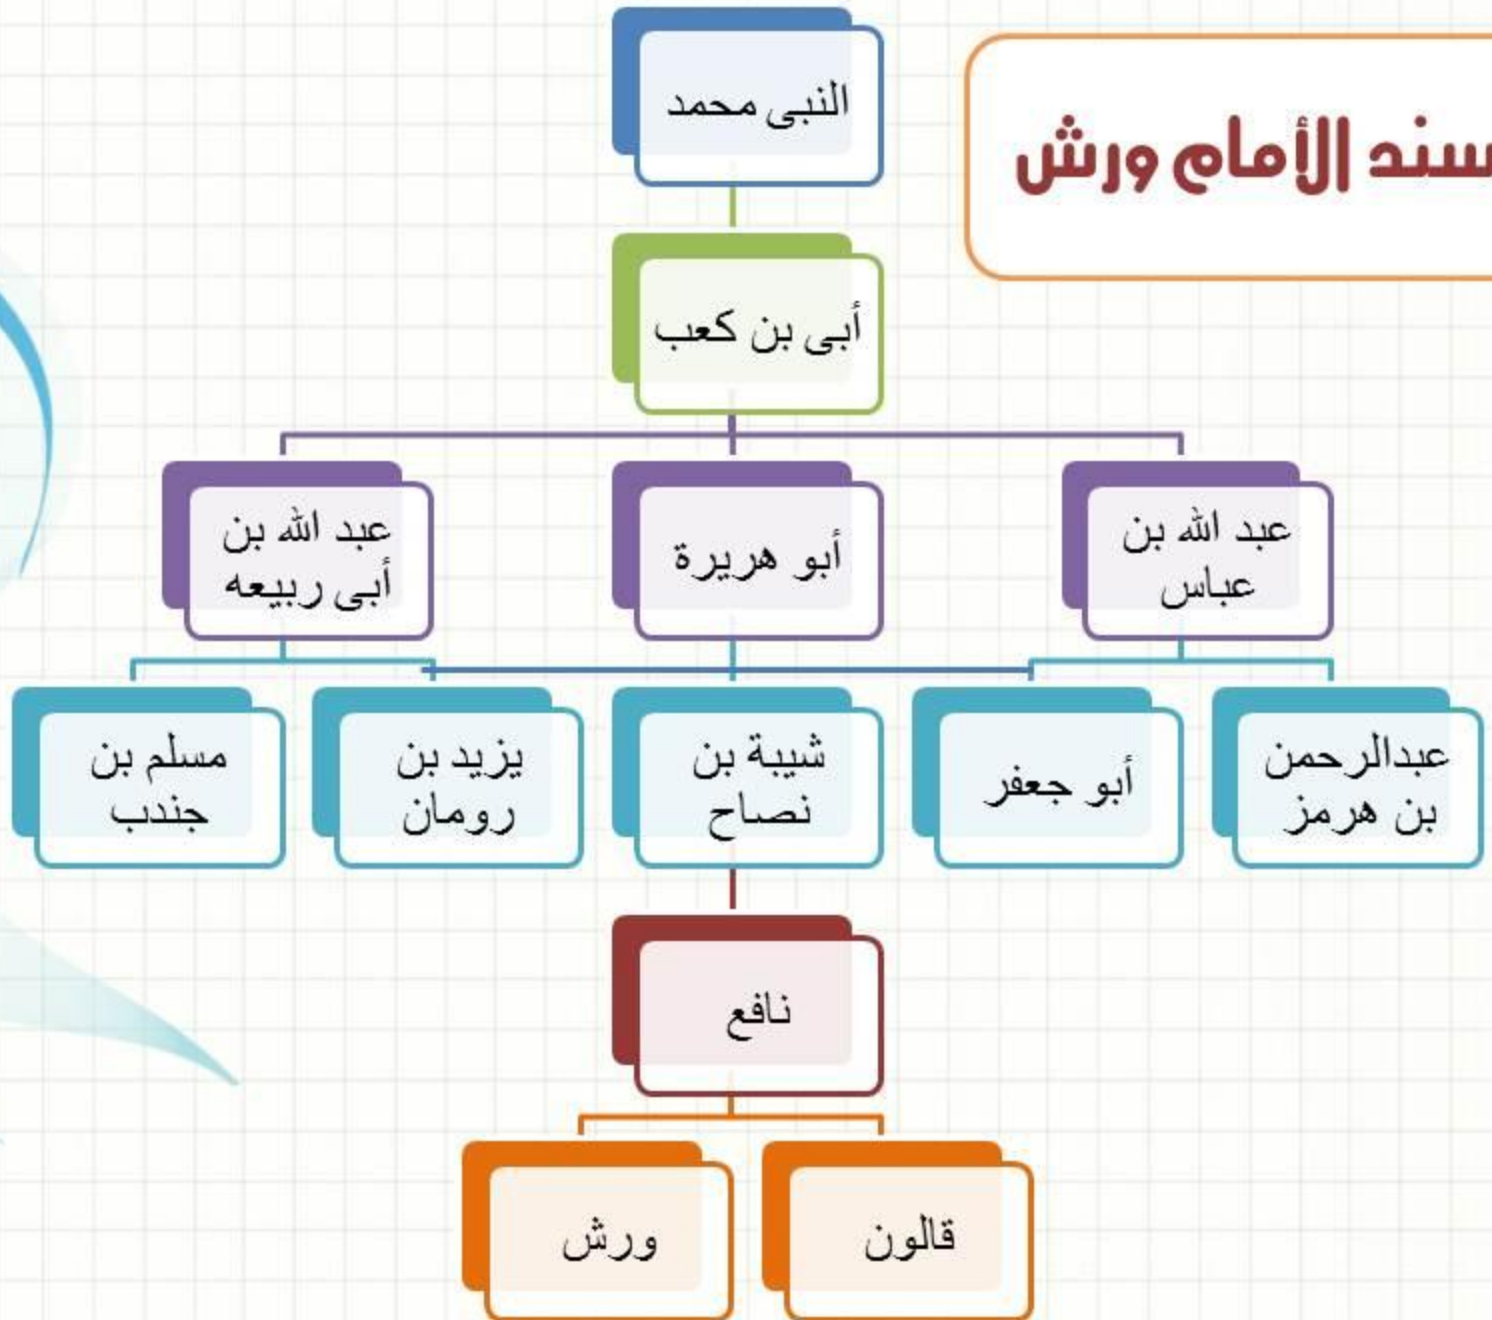 سند الأمام ورش
النبى محمد
أبى بن كعب
عبد الله بن
عباس
أبو هريرة
عبد الله بن
أبى ربيعه
عبدالرحمن
بن هرمز
أبو جعفر
شيبة بن
نصاح
يزيد بن
رومان
مسلم بن
جندب
نافع
قالون
ورش